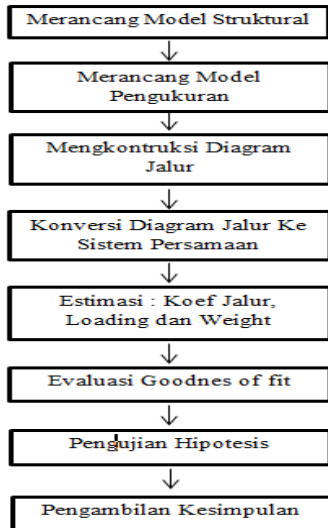 Merancang Model Struktural
Merancang Model
Pengukuran
Mengkontruksi Diagram
Jalur
Konversi Diagram Jalur Ke
Sistem Persamaan
Estimasi : Koef Jalur,
Loading dan Weight
Evaluasi Goodnes of fit
Pengujian Hipotesis
Pengambilan Kesimpulan